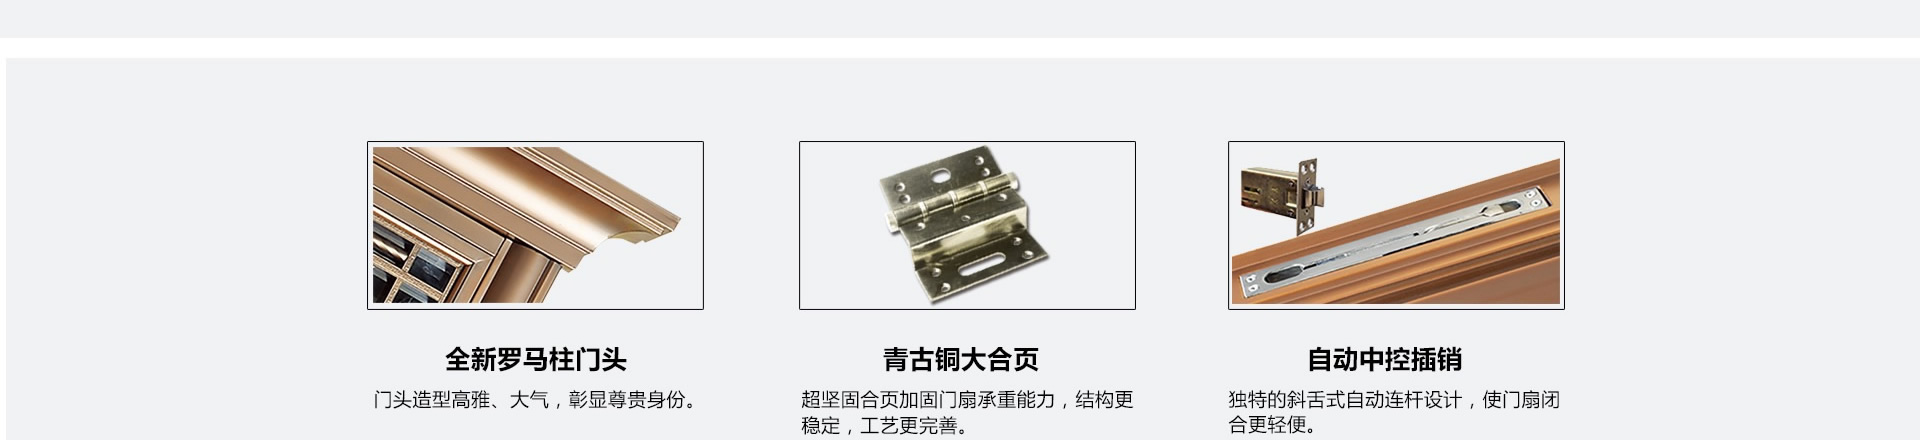 全新罗马柱门头
门头造型高雅、大气，彰显尊贵身份。
青古铜大合页
超坚固合页加固门扇承重能力，结构更
稳定，工艺更完善。
自动中控插销
独特的斜舌式自动连杆设计，使门扇闭
合更轻便。